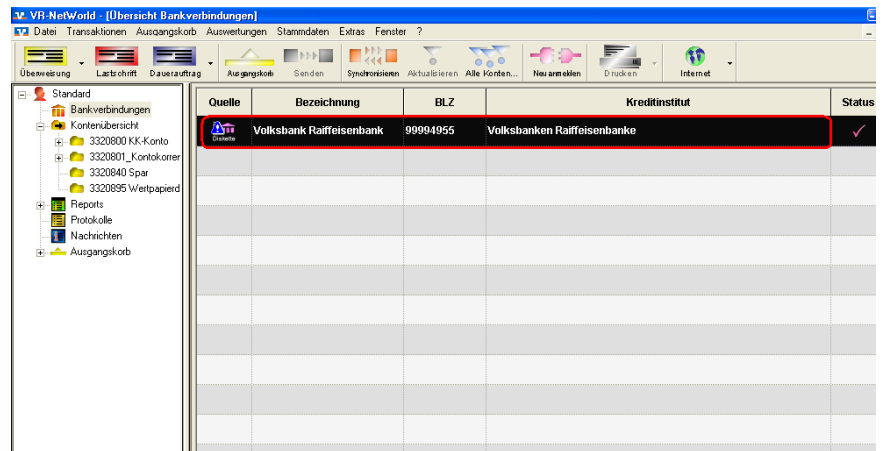 VR-NetWorld - [Übersicht Bankverbindungen]
Datei Transaktionen Ausgangskorb Auswertungen Stammdaten Extras Fenster ?
Überweisung Lastschrift Dauerauftrag Ausgangskorb Senden Synchronisieren Aktualisieren Alle Konten... Neu anmelden Drucken Internet
Standard
Bankverbindungen
Kontenübersicht
3320800 KK-Konto
3320801_Kontokorrer
3320840 Spar
3320895 Wertpapierd
Reports
Protokolle
Nachrichten
Ausgangskorb
Quelle Bezeichnung BLZ Kreditinstitut Status
Diskette Volksbank Raiffeisenbank 99994955 Volksbanken Raiffeisenbanke